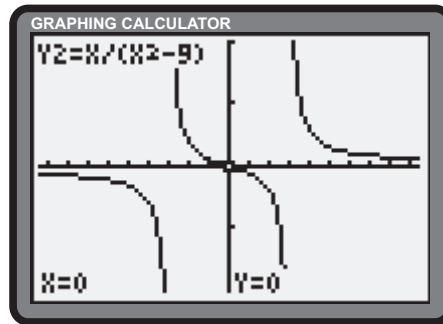 GRAPHING CALCULATOR
Y2=X/(X²-9)
X=0 Y=0